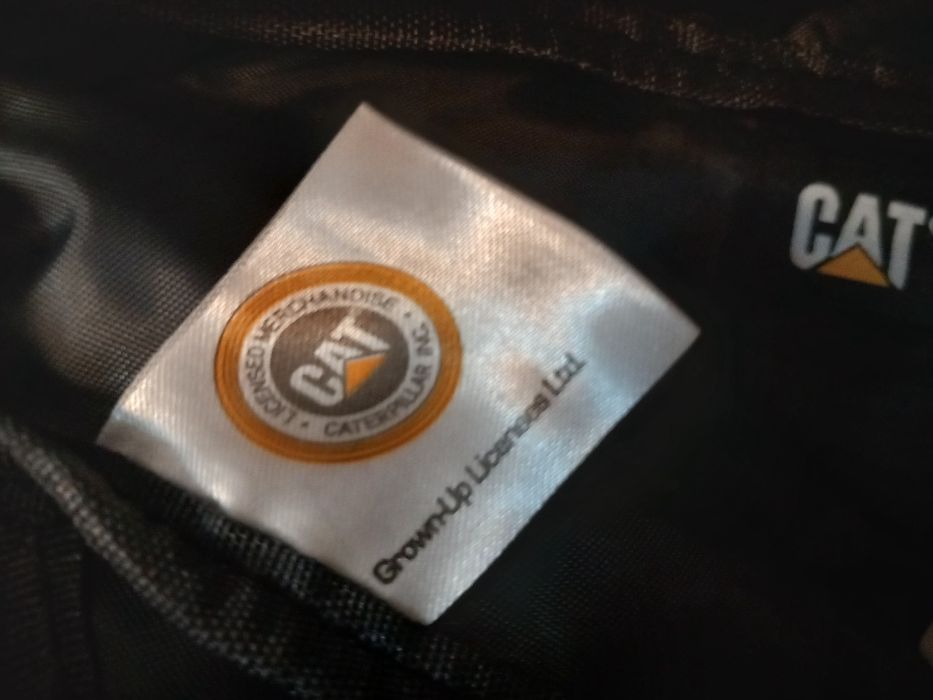 LICENSED MERCHANDISE • CATERPILLAR INC. •
CAT
Grown-Up Licenses Ltd.
CAT